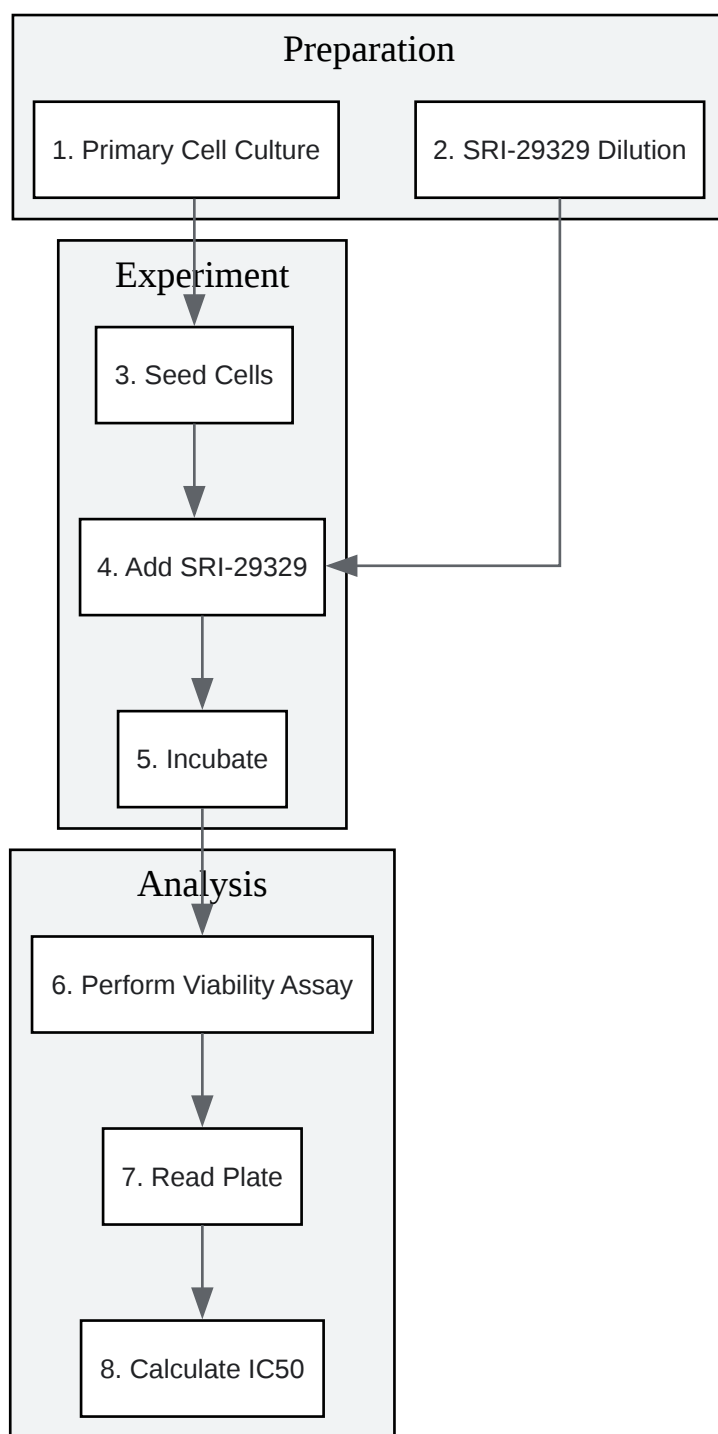 Preparation
1. Primary Cell Culture
2. SRI-29329 Dilution
Experiment
3. Seed Cells
4. Add SRI-29329
5. Incubate
Analysis
6. Perform Viability Assay
7. Read Plate
8. Calculate IC50